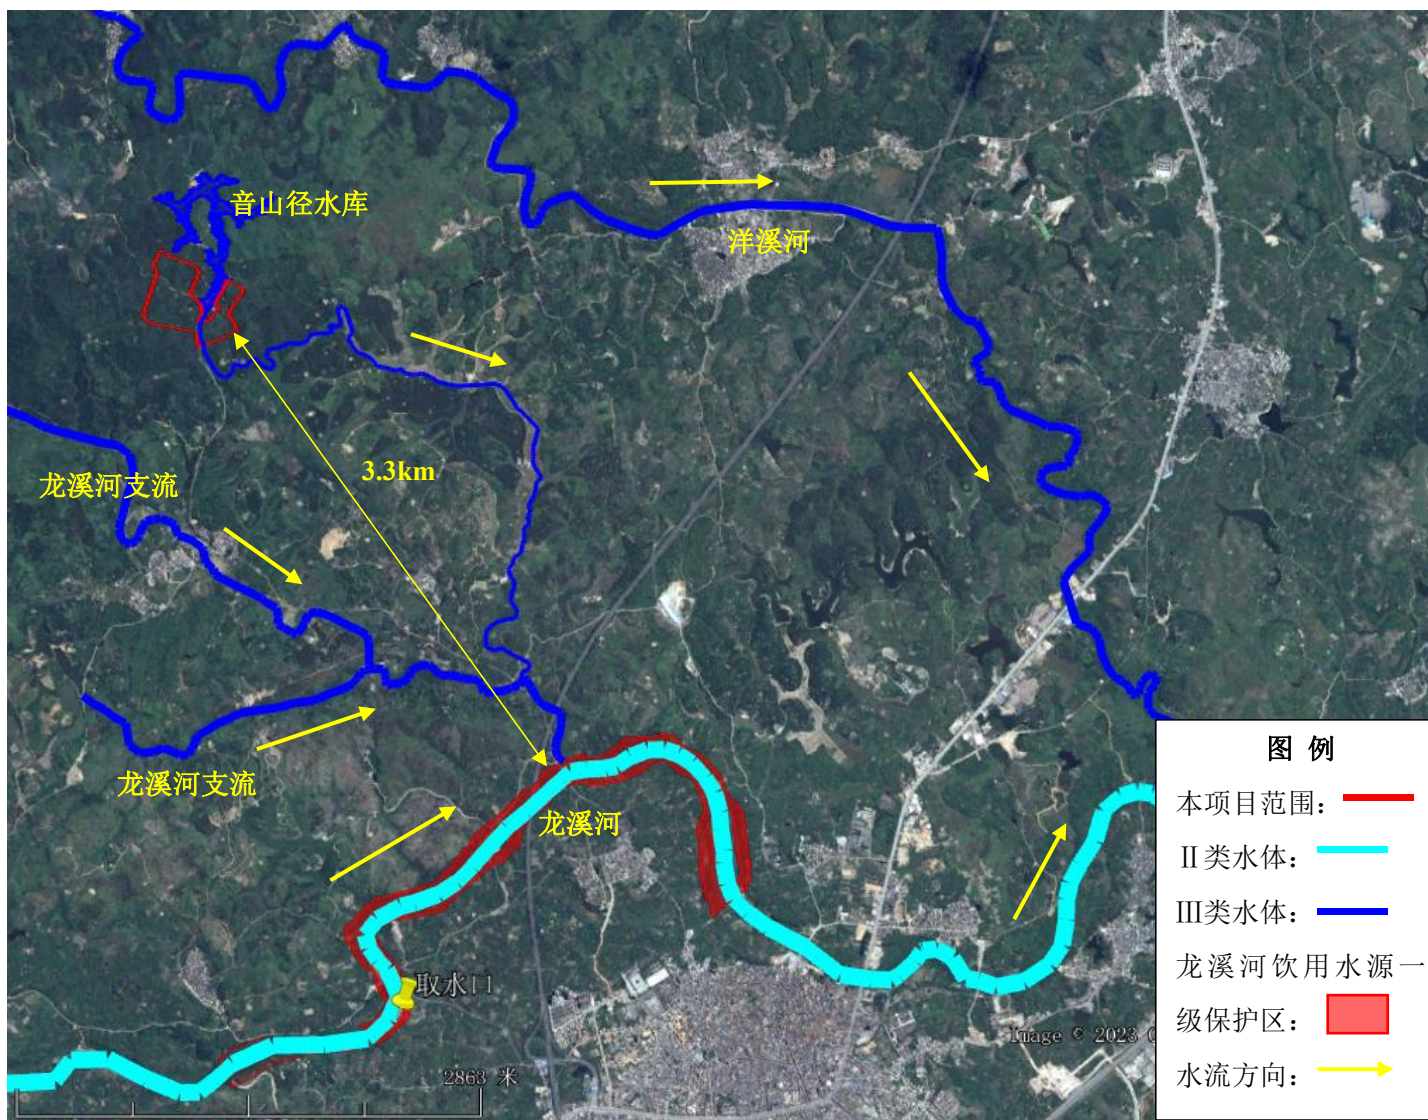 音山径水库
洋溪河
3.3km
龙溪河支流
龙溪河支流
龙溪河
取水口
Image © 2023
2863 米
图 例
本项目范围：
Ⅱ类水体：
Ⅲ类水体：
龙溪河饮用水源一
级保护区：
水流方向：